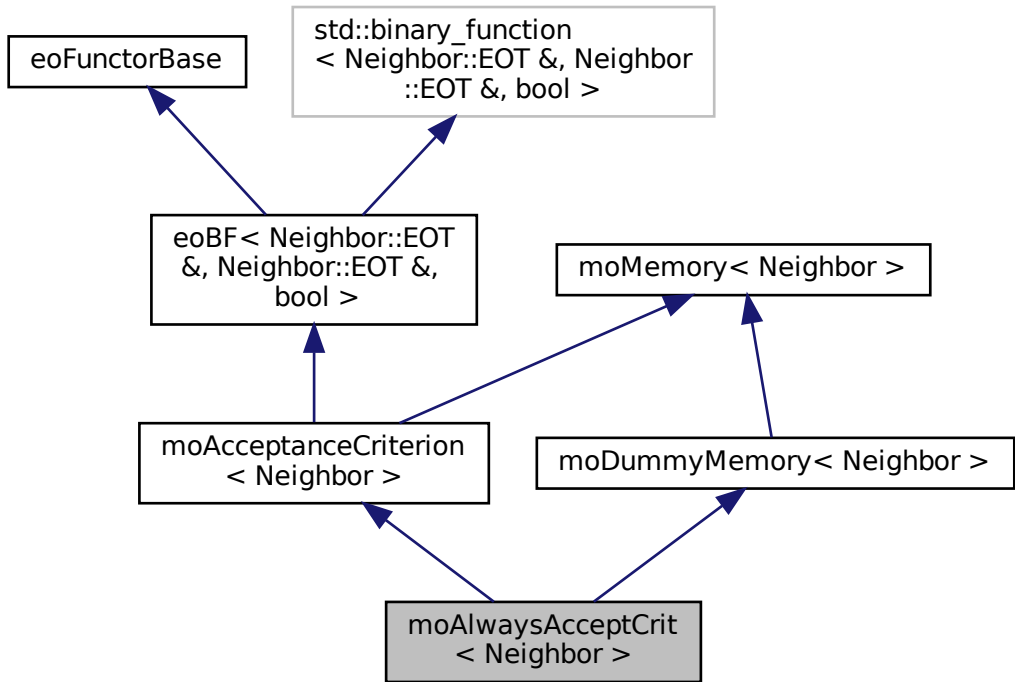 eoFunctorBase
std::binary_function
< Neighbor::EOT &, Neighbor
::EOT &, bool >
eoBF< Neighbor::EOT
&, Neighbor::EOT &,
bool >
moMemory< Neighbor >
moAcceptanceCriterion
< Neighbor >
moDummyMemory< Neighbor >
moAlwaysAcceptCrit
< Neighbor >